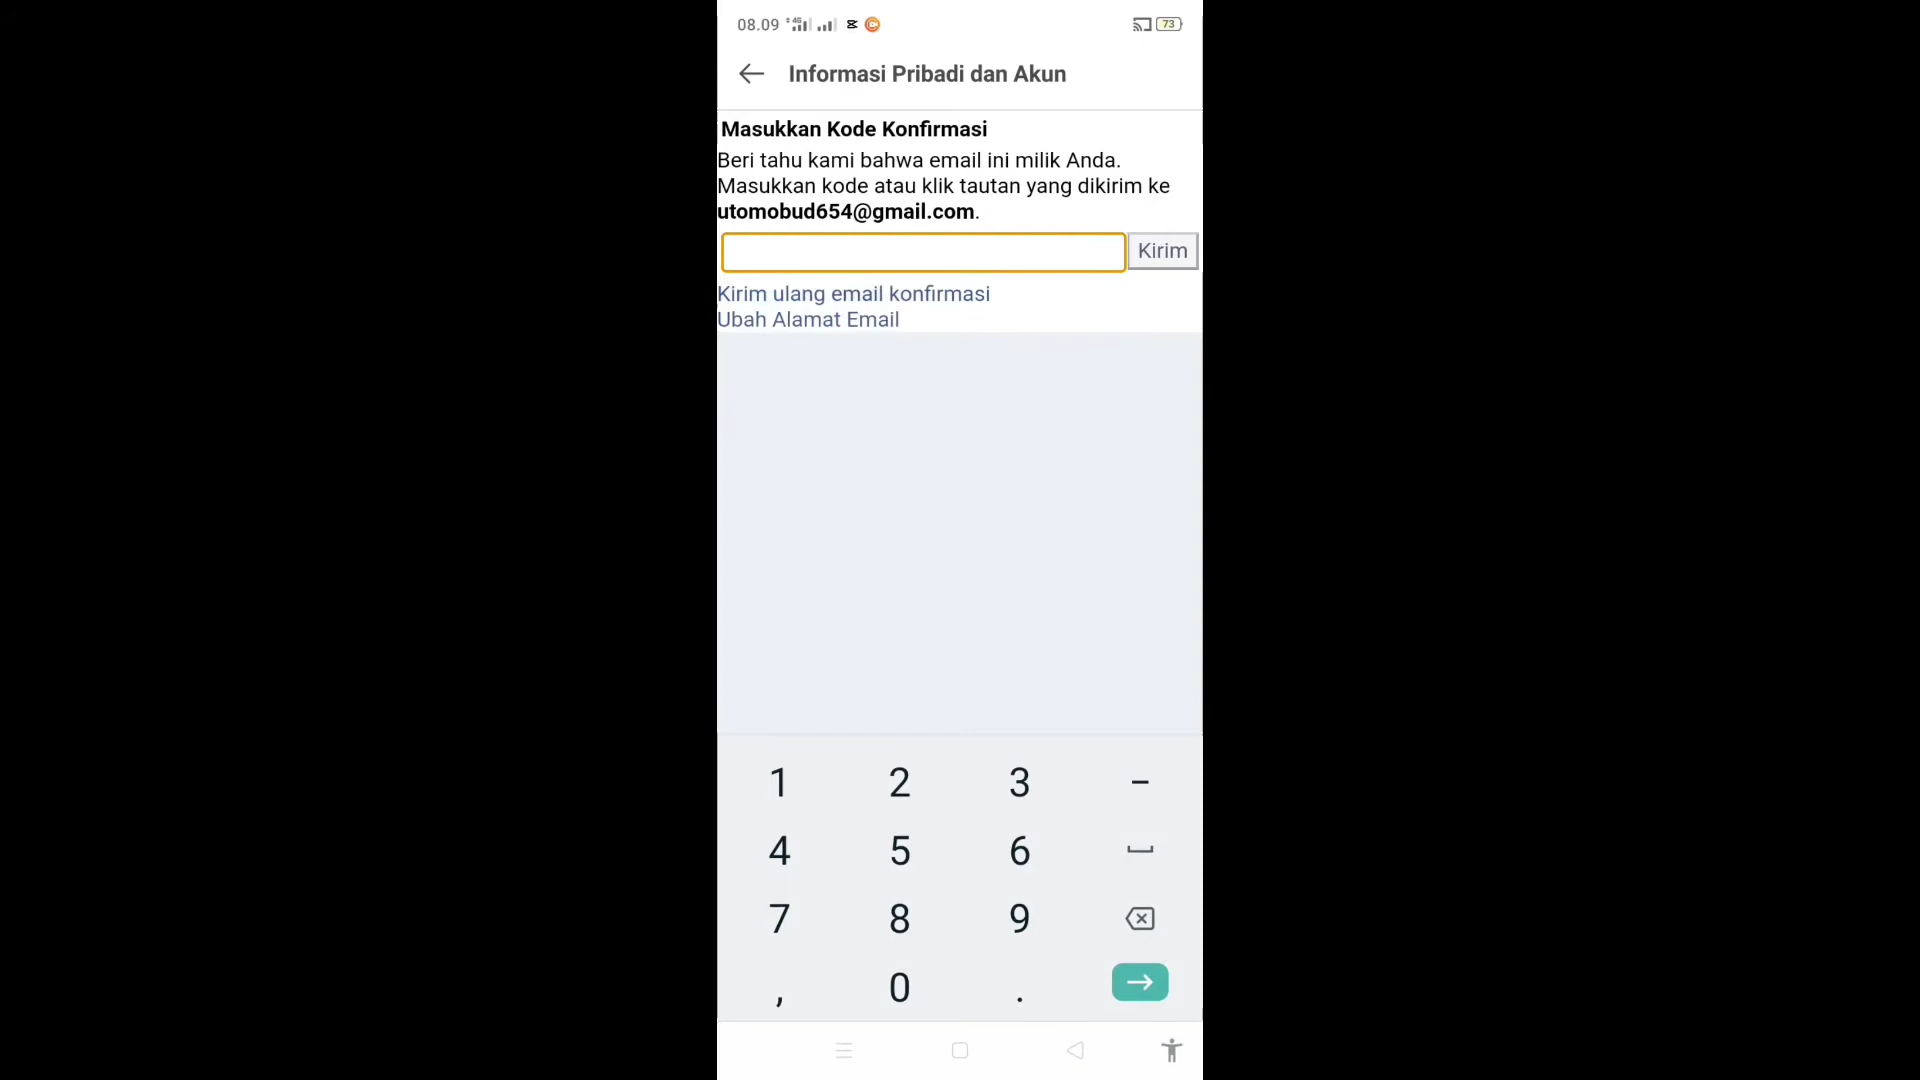 08.09 4G 73
Informasi Pribadi dan Akun
Masukkan Kode Konfirmasi
Beri tahu kami bahwa email ini milik Anda.
Masukkan kode atau klik tautan yang dikirim ke
utomobud654@gmail.com.
Kirim
Kirim ulang email konfirmasi
Ubah Alamat Email
1 2 3 -
4 5 6
7 8 9
, 0 .